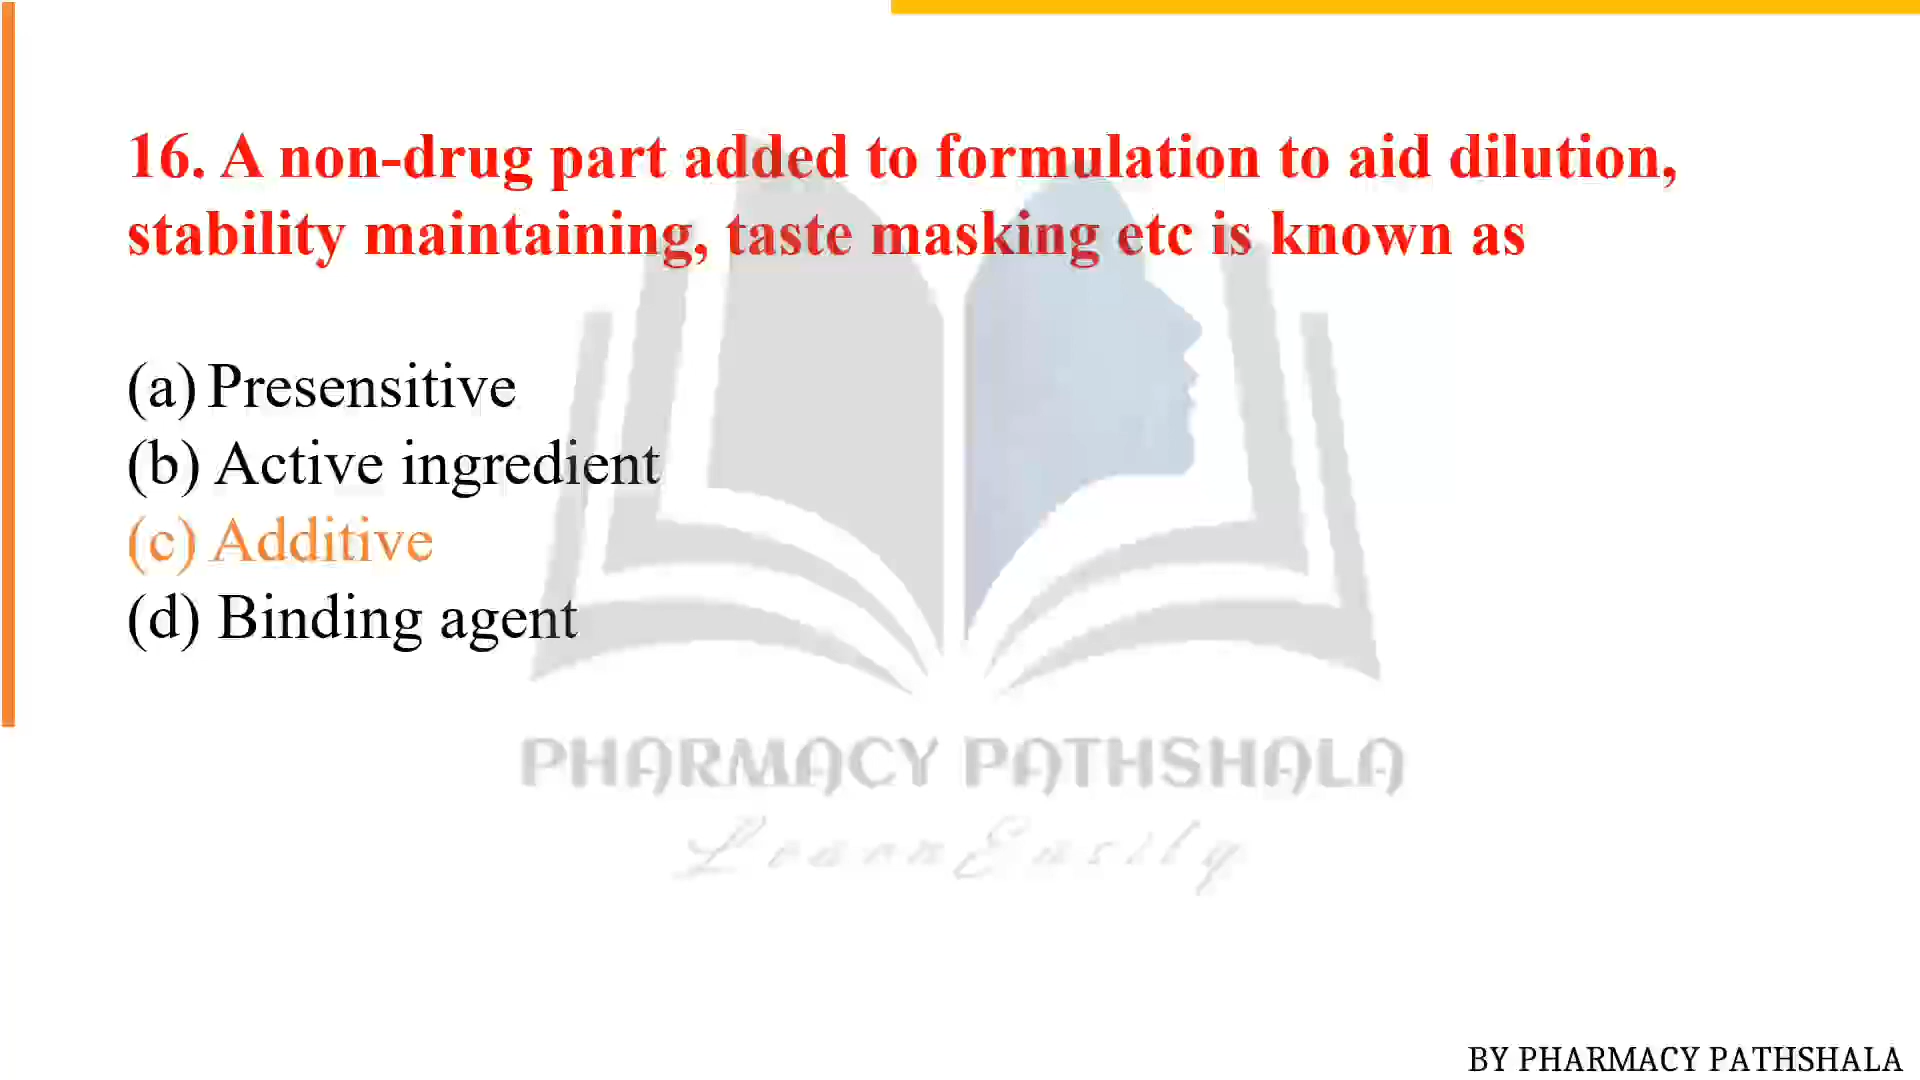 16. A non-drug part added to formulation to aid dilution,
stability maintaining, taste masking etc is known as
(a) Presensitive
(b) Active ingredient
(c) Additive
(d) Binding agent
PHARMACY PATHSHALA
Learn Easily
BY PHARMACY PATHSHALA